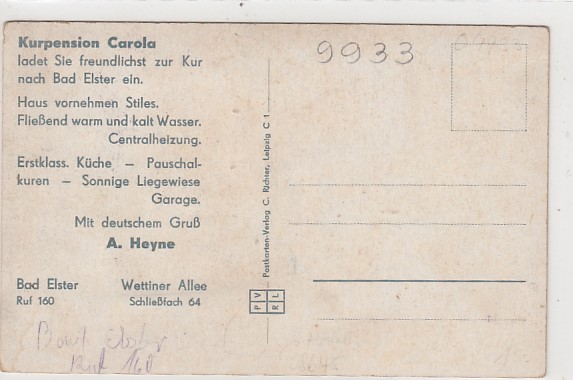 Kurpension Carola
ladet Sie freundlichst zur Kur
nach Bad Elster ein.
Haus vornehmen Stiles.
Fließend warm und kalt Wasser.
Centralheizung.
Erstklass. Küche – Pauschal-
kuren – Sonnige Liegewiese
Garage.
Mit deutschem Gruß
A. Heyne
Bad Elster Wettiner Allee
Ruf 160 Schließfach 64
160
Postkarten-Verlag C. Richter, Leipzig C 1
P V
R L
9933